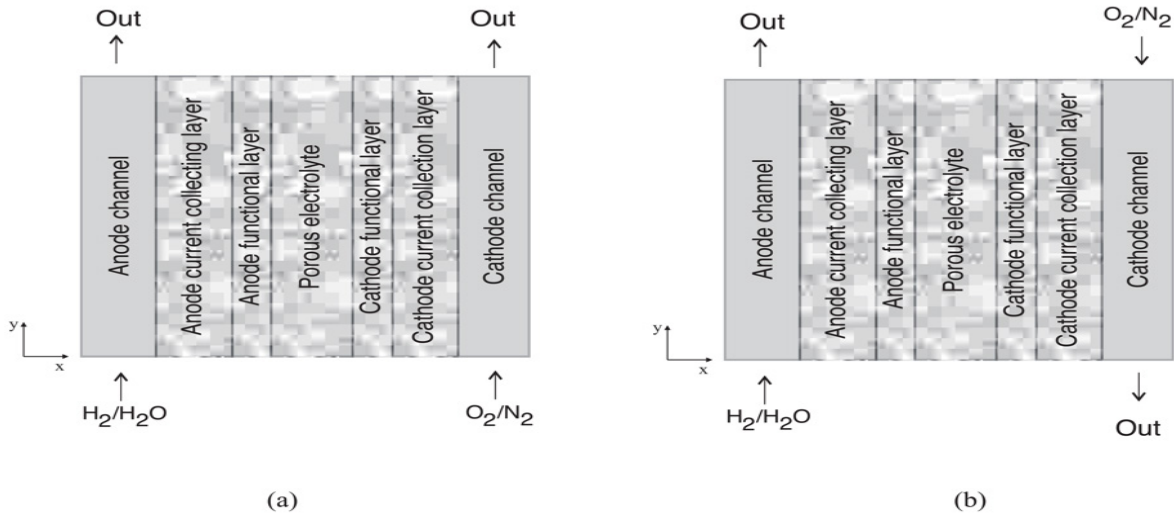 Out
Out
Anode channel
Anode current collecting layer
Anode functional layer
Porous electrolyte
Cathode functional layer
Cathode current collection layer
Cathode channel
y
x
H2/H2O
O2/N2
(a)
Out
O2/N2
Anode channel
Anode current collecting layer
Anode functional layer
Porous electrolyte
Cathode functional layer
Cathode current collection layer
Cathode channel
y
x
H2/H2O
Out
(b)